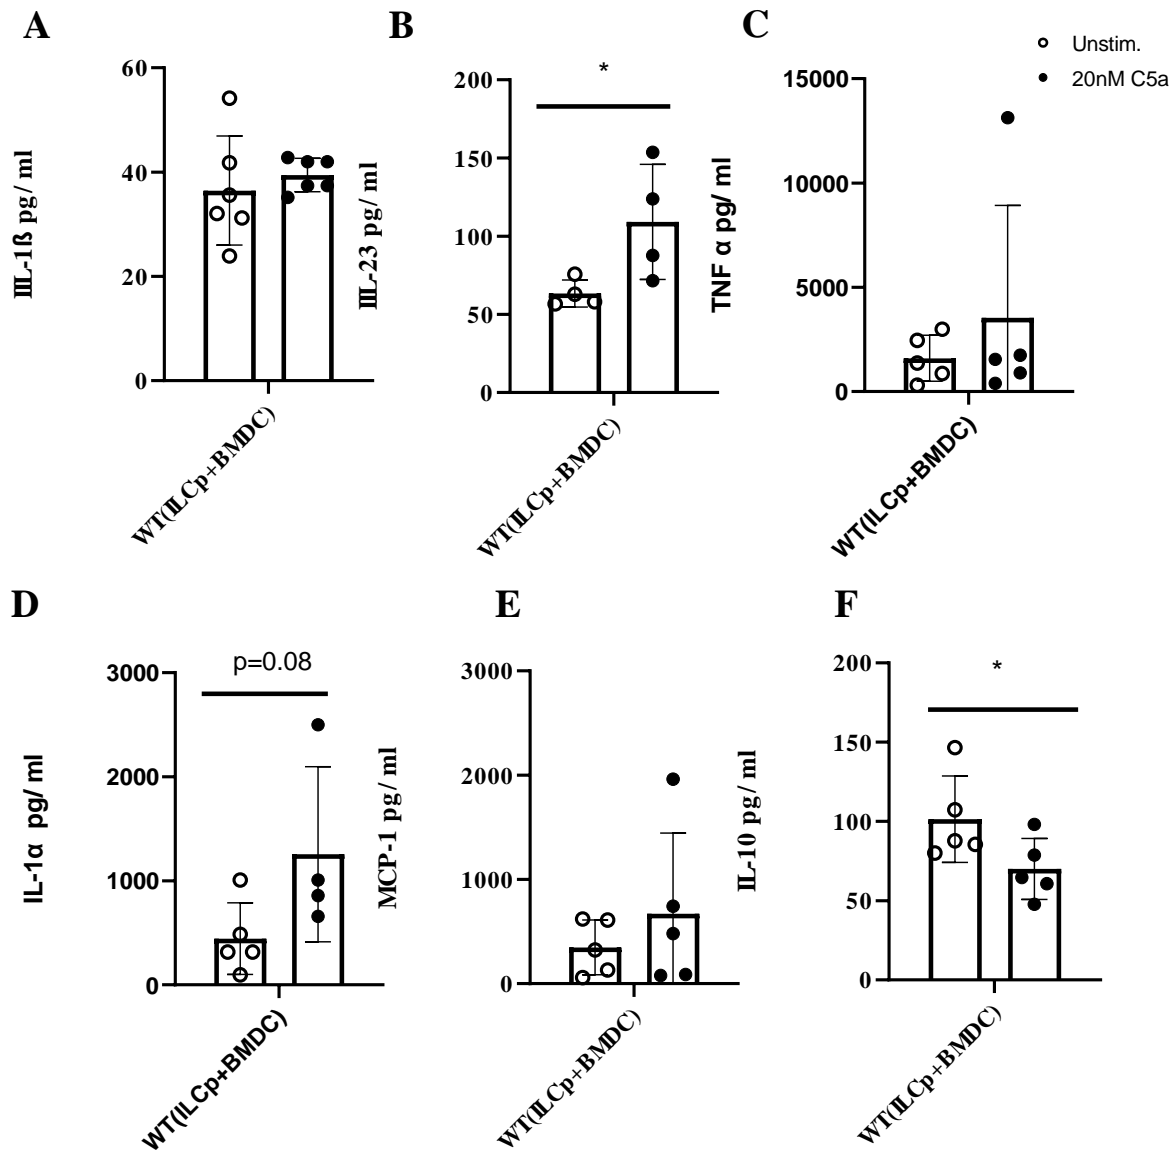 A
B
C
Unstim.
20nM C5a
IIL-1ß pg/ ml
60
40
20
0
WT(ILCp+BMDC)
IIL-23 pg/ ml
*
200
150
100
50
0
WT(ILCp+BMDC)
TNF α pg/ ml
15000
10000
5000
0
WT(ILCp+BMDC)
D
E
F
IL-1α pg/ ml
p=0.08
3000
2000
1000
0
WT(ILCp+BMDC)
MCP-1 pg/ ml
3000
2000
1000
0
WT(ILCp+BMDC)
IL-10 pg/ ml
*
200
150
100
50
0
WT(ILCp+BMDC)